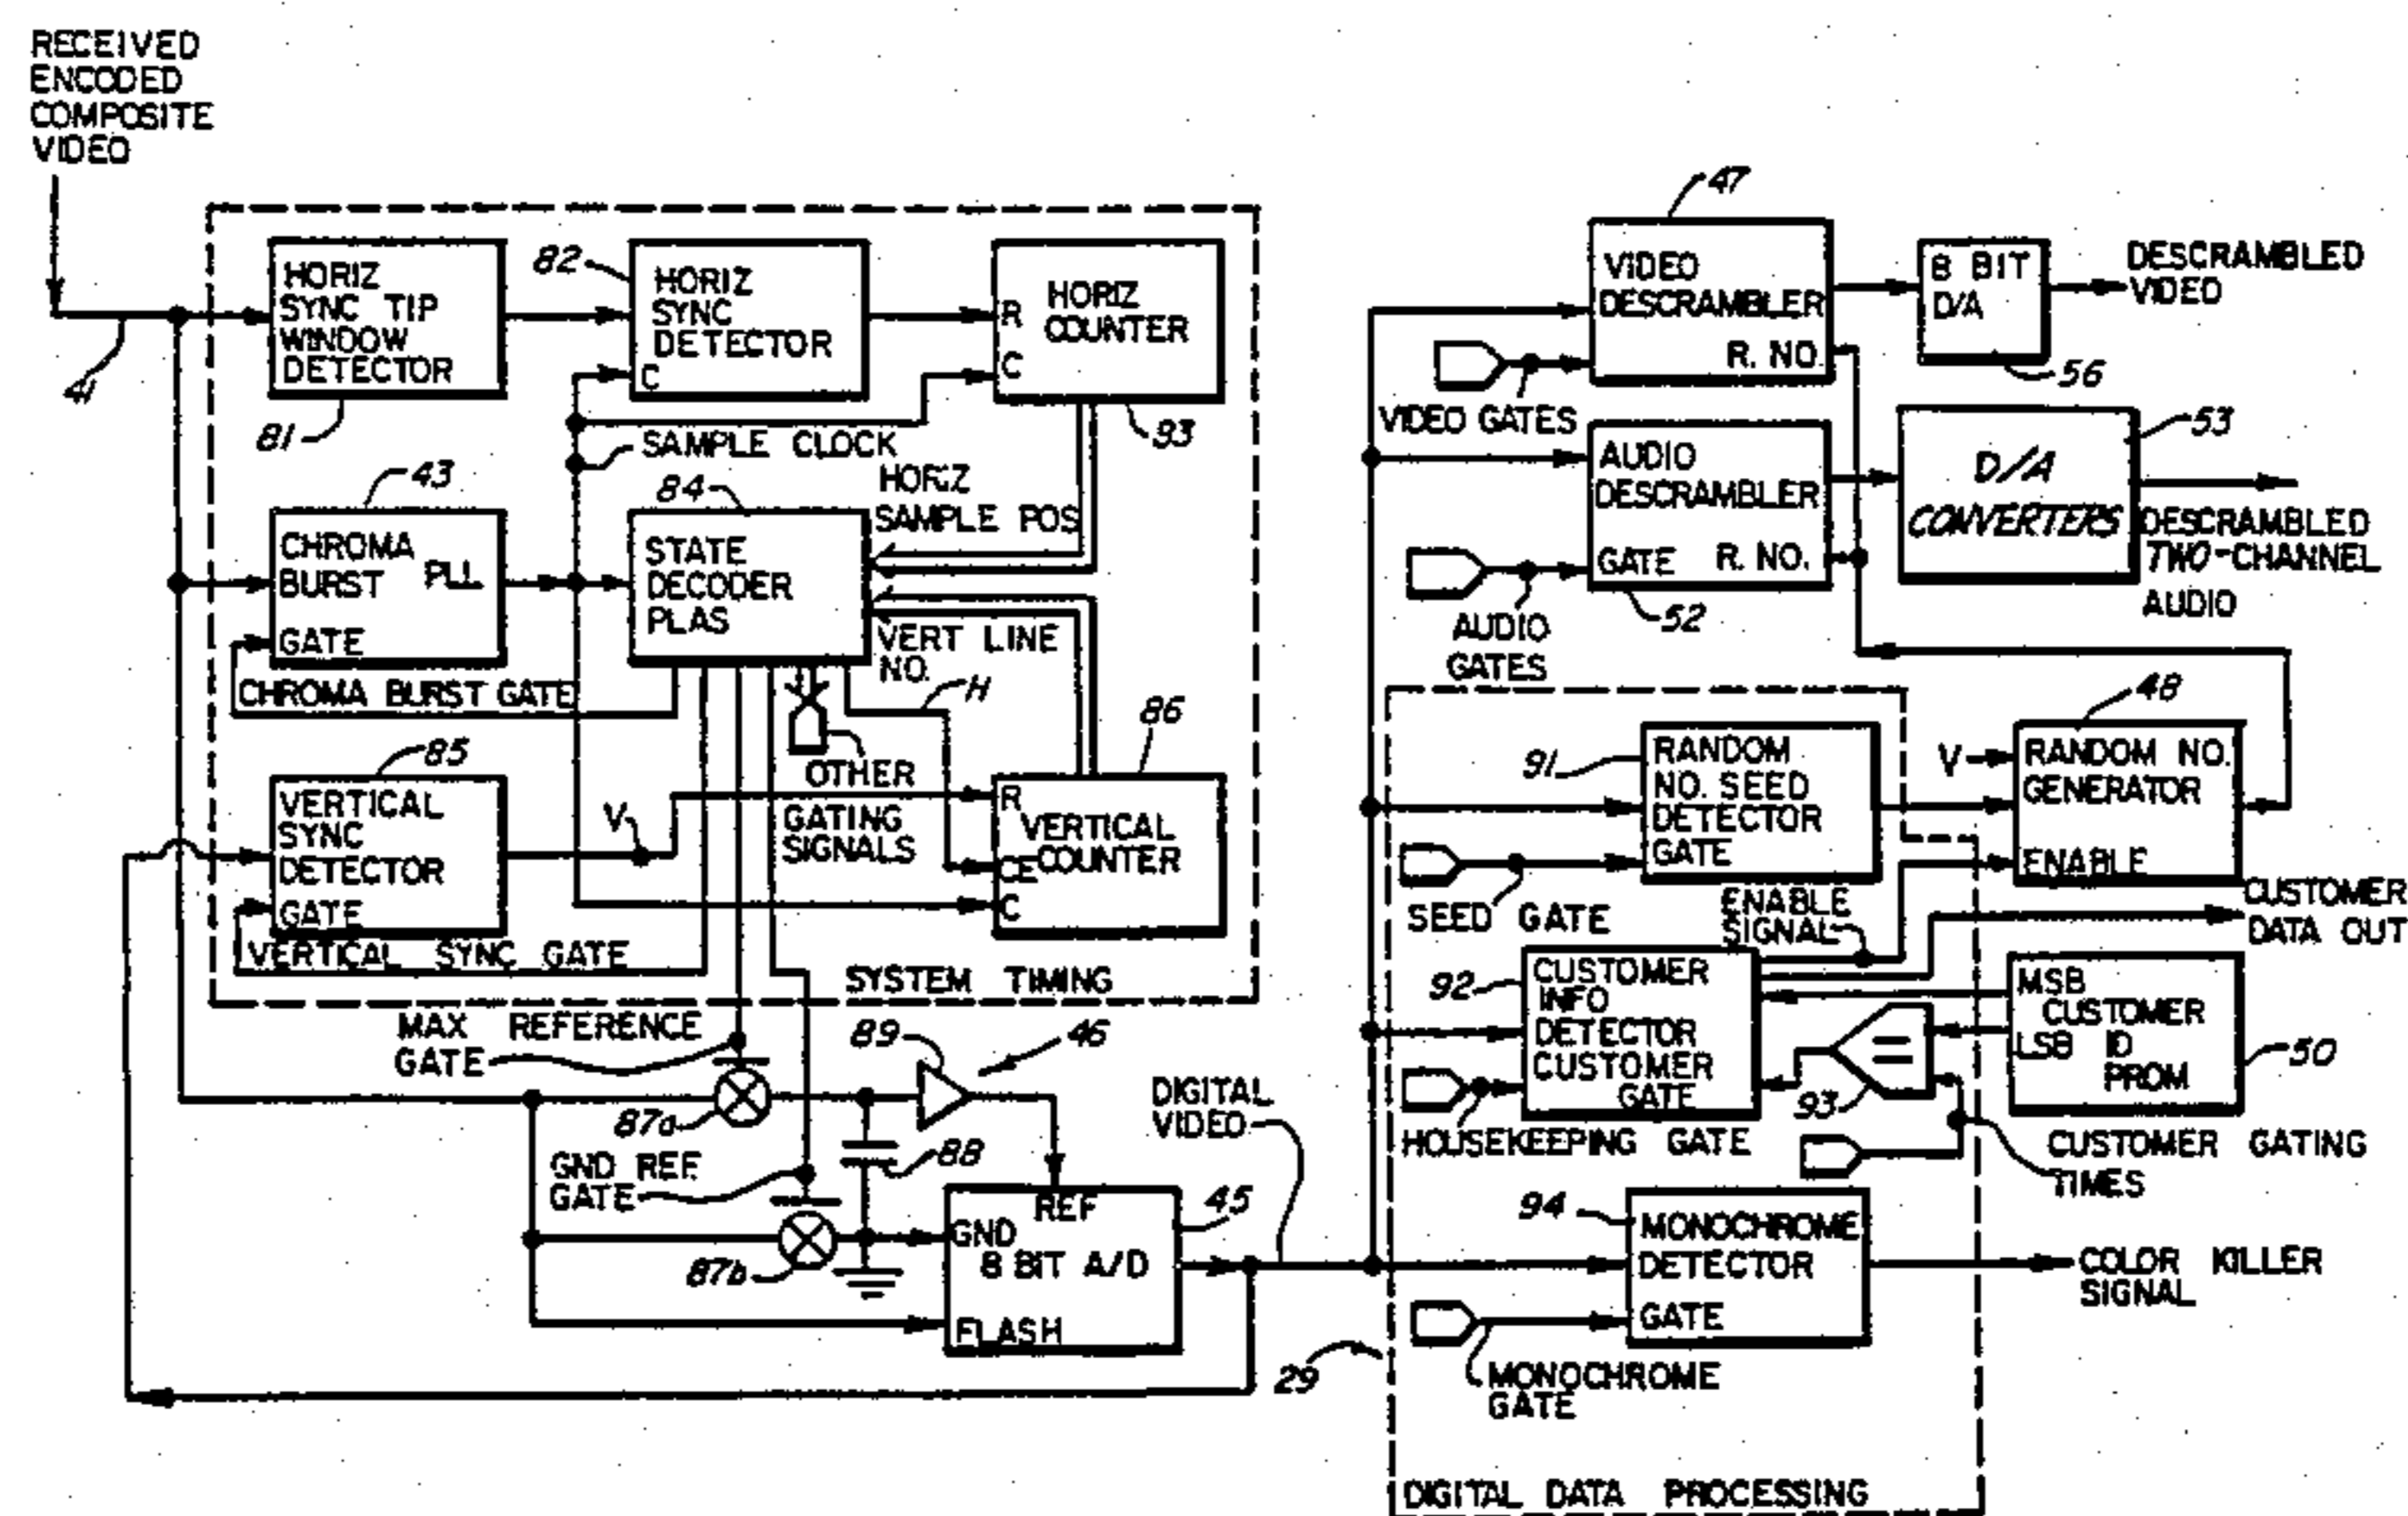 RECEIVED
ENCODED
COMPOSITE
VIDEO
41
HORIZ
SYNC TIP
WINDOW
DETECTOR
81
82
HORIZ
SYNC
DETECTOR
C
R HORIZ
COUNTER
C
93
SAMPLE CLOCK
43
CHROMA
BURST PLL
GATE
CHROMA BURST GATE
84
STATE
DECODER
PLAS
HORIZ
SAMPLE POS
VERT LINE
NO.
H
OTHER
GATING
SIGNALS
85
VERTICAL
SYNC
DETECTOR
GATE
VERTICAL SYNC GATE
V
86
R
VERTICAL
COUNTER
CE
C
SYSTEM TIMING
MAX REFERENCE
GATE
87a
89
46
88
GND REF.
GATE
87b
REF
GND
8 BIT A/D
FLASH
45
DIGITAL
VIDEO
47
VIDEO
DESCRAMBLER
R. NO.
VIDEO GATES
8 BIT
D/A
56
DESCRAMBLED
VIDEO
AUDIO
DESCRAMBLER
GATE R. NO.
52
AUDIO
GATES
D/A
CONVERTERS
53
DESCRAMBLED
TWO-CHANNEL
AUDIO
91
RANDOM
NO. SEED
DETECTOR
GATE
SEED GATE
48
V
RANDOM NO.
GENERATOR
ENABLE
ENABLE
SIGNAL
CUSTOMER
DATA OUT
92
CUSTOMER
INFO
DETECTOR
CUSTOMER
GATE
HOUSEKEEPING GATE
=
93
MSB
CUSTOMER
LSB ID
PROM
50
CUSTOMER GATING
TIMES
94
MONOCHROME
DETECTOR
GATE
MONOCHROME
GATE
COLOR KILLER
SIGNAL
29
DIGITAL DATA PROCESSING